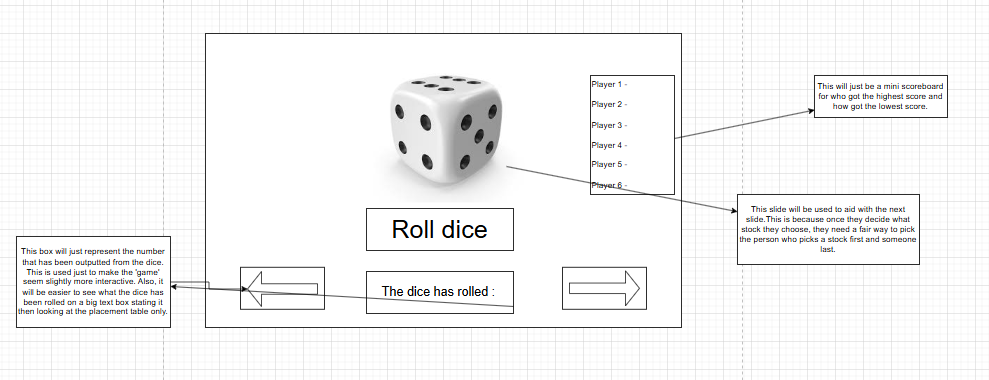 Player 1 -
Player 2 -
Player 3 -
Player 4 -
Player 5 -
Player 6 -
This will just be a mini scoreboard
for who got the highest score and
how got the lowest score.
This slide will be used to aid with the next
slide.This is because once they decide what
stock they choose, they need a fair way to pick
the person who picks a stock first and someone
last.
Roll dice
This box will just represent the number
that has been outputted from the dice.
This is used just to make the 'game'
seem slightly more interactive. Also, it
will be easier to see what the dice has
been rolled on a big text box stating it
then looking at the placement table only.
The dice has rolled :